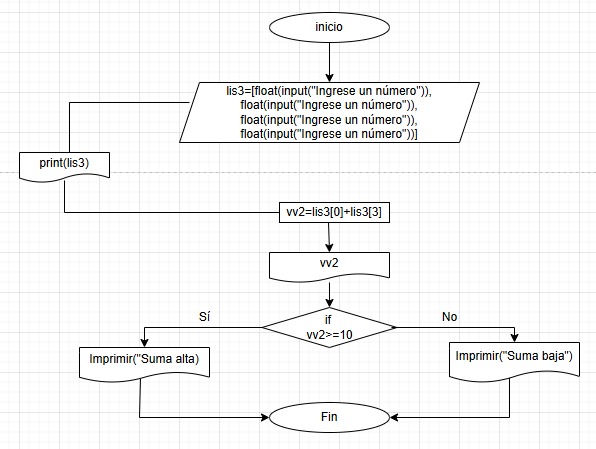 inicio
lis3=[float(input("Ingrese un número")),
float(input("Ingrese un número")),
float(input("Ingrese un número")),
float(input("Ingrese un número"))]
print(lis3)
vv2=lis3[0]+lis3[3]
vv2
if
vv2>=10
Sí
No
Imprimir("Suma alta)
Imprimir("Suma baja")
Fin